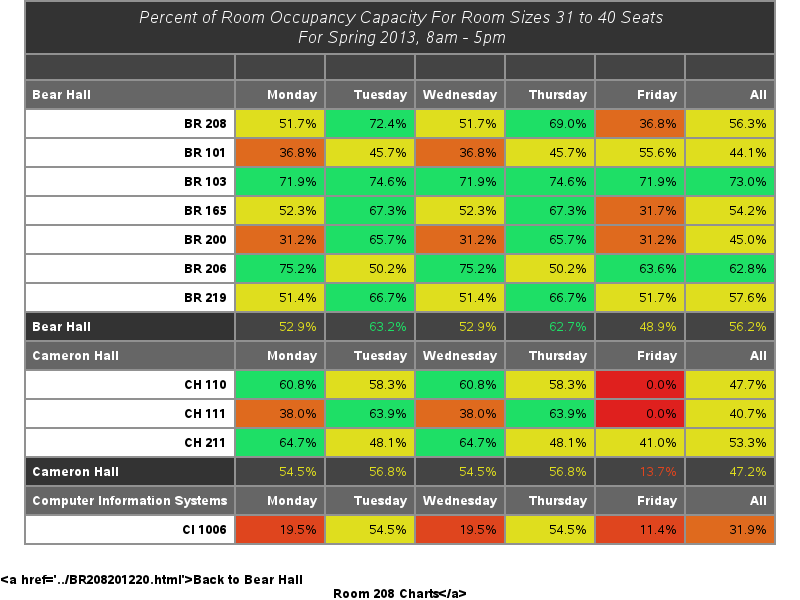 Percent of Room Occupancy Capacity For Room Sizes 31 to 40 Seats
For Spring 2013, 8am - 5pm
Bear Hall Monday Tuesday Wednesday Thursday Friday All
BR 208 51.7% 72.4% 51.7% 69.0% 36.8% 56.3%
BR 101 36.8% 45.7% 36.8% 45.7% 55.6% 44.1%
BR 103 71.9% 74.6% 71.9% 74.6% 71.9% 73.0%
BR 165 52.3% 67.3% 52.3% 67.3% 31.7% 54.2%
BR 200 31.2% 65.7% 31.2% 65.7% 31.2% 45.0%
BR 206 75.2% 50.2% 75.2% 50.2% 63.6% 62.8%
BR 219 51.4% 66.7% 51.4% 66.7% 51.7% 57.6%
Bear Hall 52.9% 63.2% 52.9% 62.7% 48.9% 56.2%
Cameron Hall Monday Tuesday Wednesday Thursday Friday All
CH 110 60.8% 58.3% 60.8% 58.3% 0.0% 47.7%
CH 111 38.0% 63.9% 38.0% 63.9% 0.0% 40.7%
CH 211 64.7% 48.1% 64.7% 48.1% 41.0% 53.3%
Cameron Hall 54.5% 56.8% 54.5% 56.8% 13.7% 47.2%
Computer Information Systems Monday Tuesday Wednesday Thursday Friday All
CI 1006 19.5% 54.5% 19.5% 54.5% 11.4% 31.9%
<a href='../BR208201220.html'>Back to Bear Hall
Room 208 Charts</a>